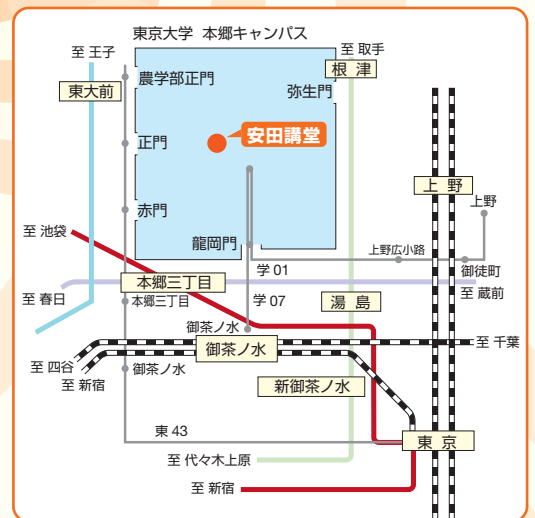 東京大学 本郷キャンパス
至 王子
至 取手
農学部正門
根 津
東大前
弥生門
安田講堂
正門
上 野
上野
赤門
至 池袋
龍岡門
上野広小路
御徒町
学 01
本郷三丁目
至 春日
本郷三丁目
学 07
湯 島
至 蔵前
御茶ノ水
御茶ノ水
至 千葉
至 四谷
御茶ノ水
至 新宿
新御茶ノ水
東 43
東 京
至 代々木上原
至 新宿